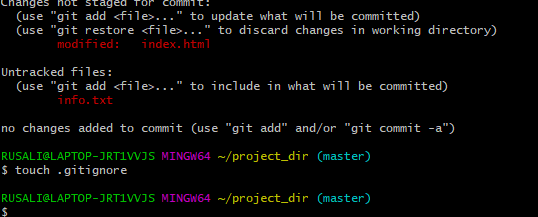 Changes not staged for commit:
(use "git add <file>..." to update what will be committed)
(use "git restore <file>..." to discard changes in working directory)
modified: index.html
Untracked files:
(use "git add <file>..." to include in what will be committed)
info.txt
no changes added to commit (use "git add" and/or "git commit -a")
RUSALI@LAPTOP-JRT1VVJS MINGW64 ~/project_dir (master)
$ touch .gitignore
RUSALI@LAPTOP-JRT1VVJS MINGW64 ~/project_dir (master)
$